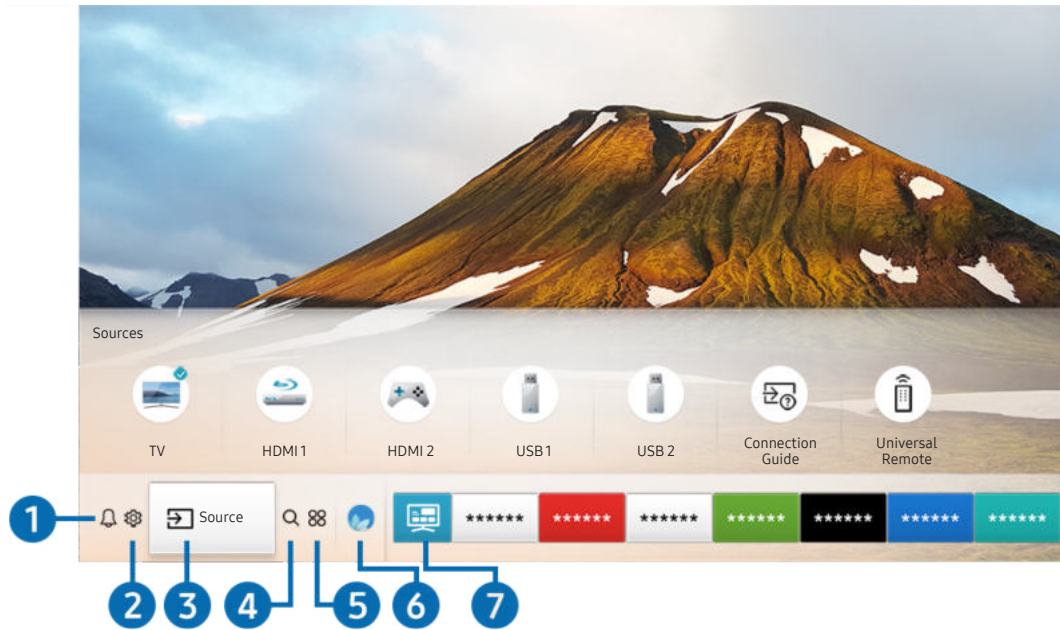 Sources
TV
HDMI 1
HDMI 2
USB 1
USB 2
Connection
Guide
Universal
Remote
1
Source
****** ****** ****** ****** ****** ****** ******
2 3 4 5 6 7